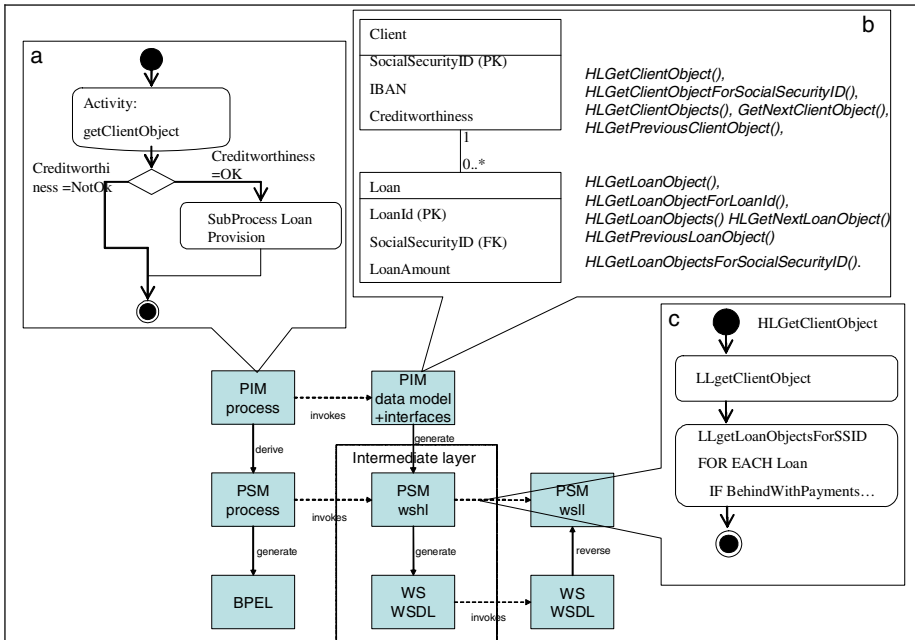 a
Activity:
getClientObject
Creditworthi
ness =NotOk
Creditworthiness
=OK
SubProcess Loan
Provision
b
Client
SocialSecurityID (PK)
IBAN
Creditworthiness
1
0..*
Loan
LoanId (PK)
SocialSecurityID (FK)
LoanAmount
HLGetClientObject(),
HLGetClientObjectForSocialSecurityID(),
HLGetClientObjects(), GetNextClientObject(),
HLGetPreviousClientObject(),
HLGetLoanObject(),
HLGetLoanObjectForLoanId(),
HLGetLoanObjects() HLGetNextLoanObject()
HLGetPreviousLoanObject()
HLGetLoanObjectsForSocialSecurityID().
c
HLGetClientObject
LLgetClientObject
LLgetLoanObjectsForSSID
FOR EACH Loan
IF BehindWithPayments…
PIM
process
invokes
PIM
data model
+interfaces
derive
generate
Intermediate layer
PSM
process
invokes
PSM
wshl
PSM
wsll
generate
generate
reverse
BPEL
WS
WSDL
invokes
WS
WSDL